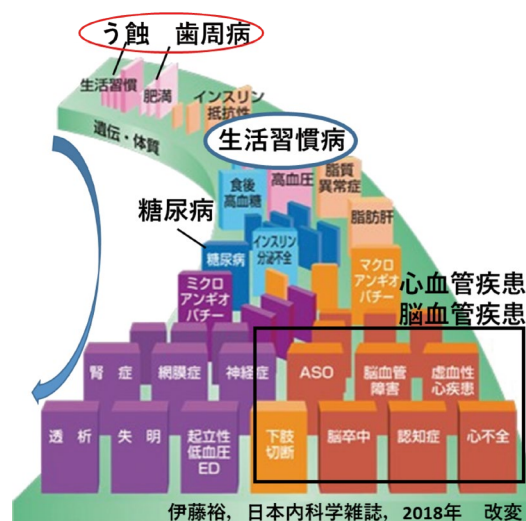 う蝕 歯周病
生活習慣
肥満
インスリン
抵抗性
遺伝・体質
生活習慣病
食後
高血糖
高血圧
脂質
異常症
脂肪肝
糖尿病
糖尿病
インスリン
分泌不全
ミクロ
アンギオ
パチー
マクロ
アンギオ
パチー
心血管疾患
脳血管疾患
腎症
網膜症
神経症
ASO
脳血管
障害
虚血性
心疾患
透析
失明
起立性
低血圧
ED
下肢
切断
脳卒中
認知症
心不全
伊藤裕，日本内科学雑誌，2018年 改変